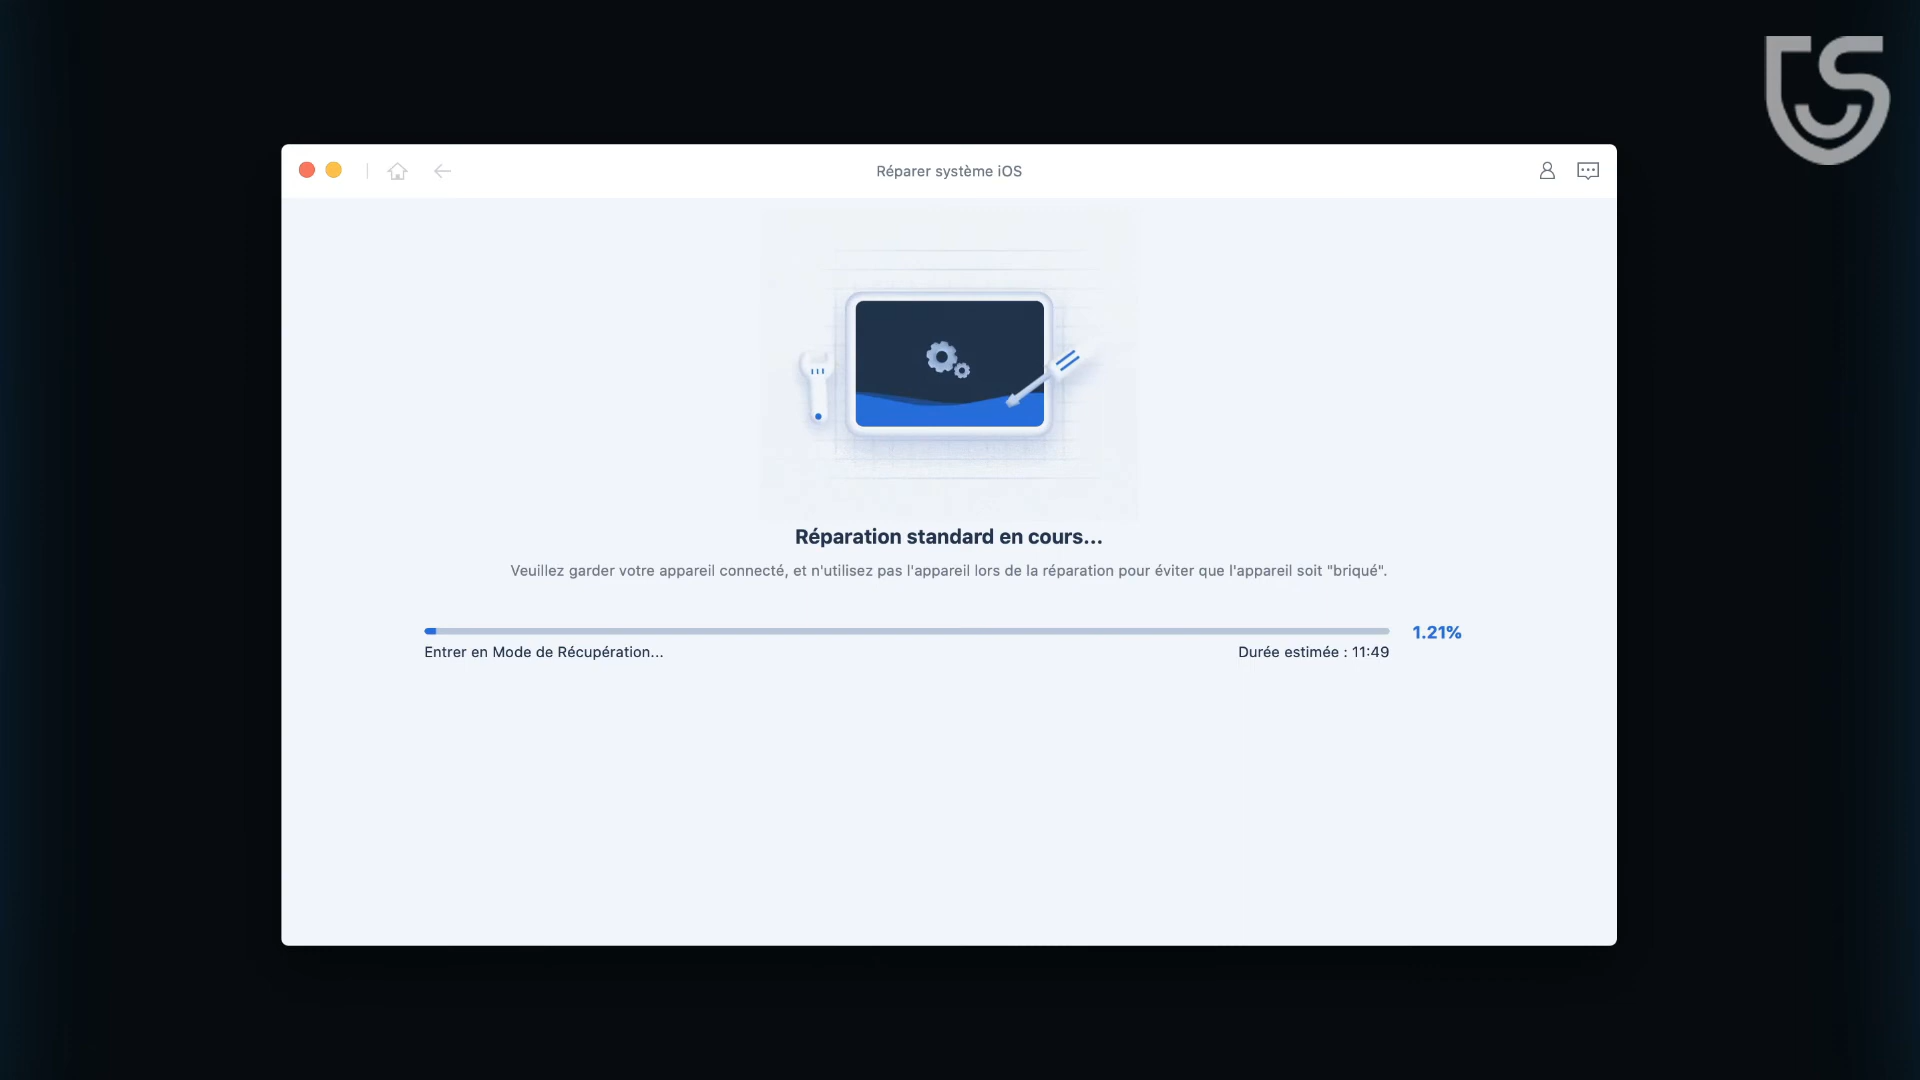 Réparer système iOS
Réparation standard en cours...
Veuillez garder votre appareil connecté, et n'utilisez pas l'appareil lors de la réparation pour éviter que l'appareil soit "briqué".
1.21%
Entrer en Mode de Récupération...
Durée estimée : 11:49